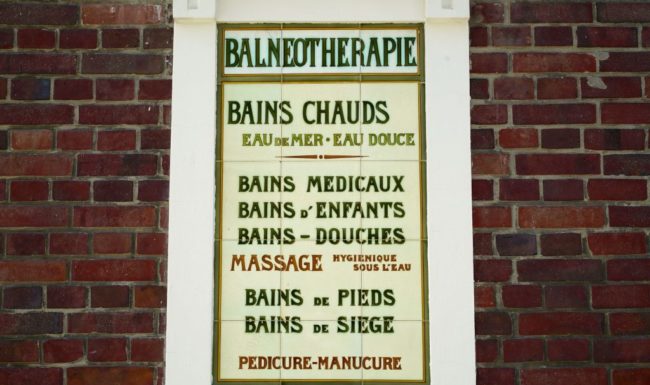 BALNEOTHERAPIE
BAINS CHAUDS
EAU DE MER · EAU DOUCE
BAINS MEDICAUX
BAINS D'ENFANTS
BAINS - DOUCHES
MASSAGE HYGIENIQUE
SOUS L'EAU
BAINS DE PIEDS
BAINS DE SIEGE
PEDICURE-MANUCURE